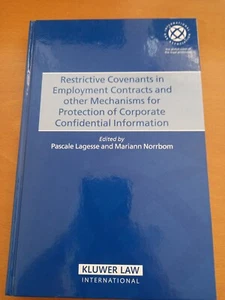 Restrictive Covenants in
Employment Contracts and
other Mechanisms for
Protection of Corporate
Confidential Information
Edited by
Pascale Lagesse and Mariann Norrbom
KLUWER LAW
INTERNATIONAL